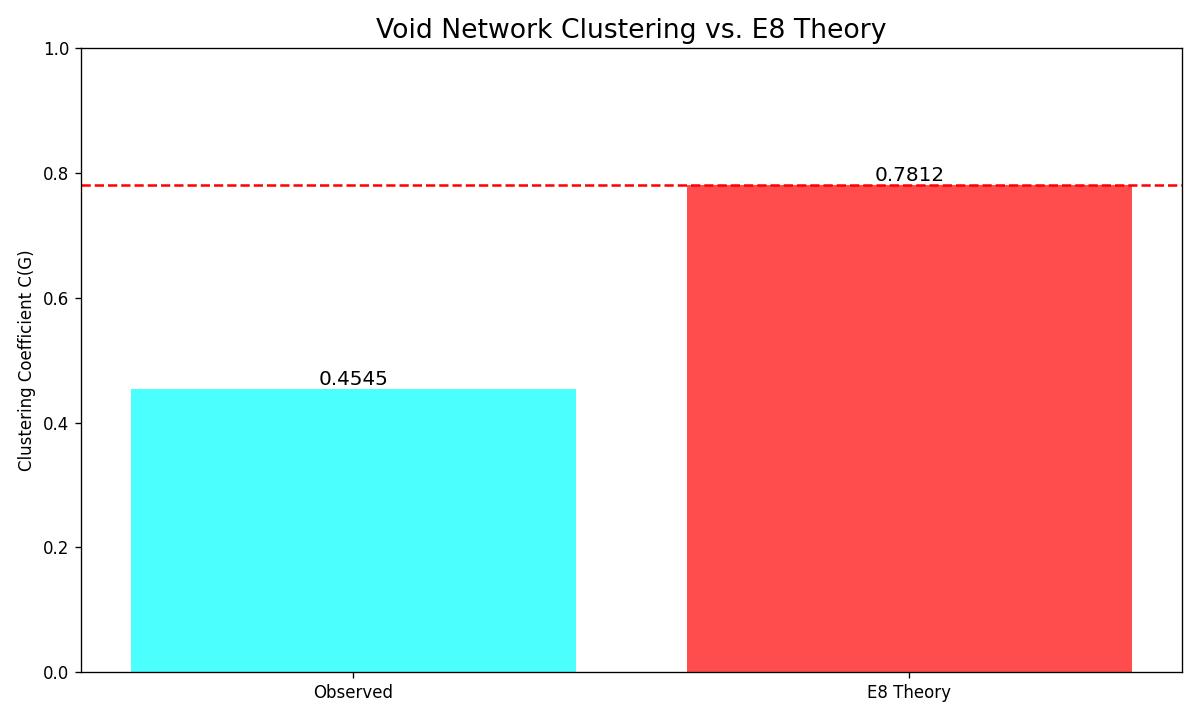 Void Network Clustering vs. E8 Theory
1.0
0.8
0.6
0.4
0.2
0.0
Clustering Coefficient C(G)
0.4545
0.7812
Observed
E8 Theory